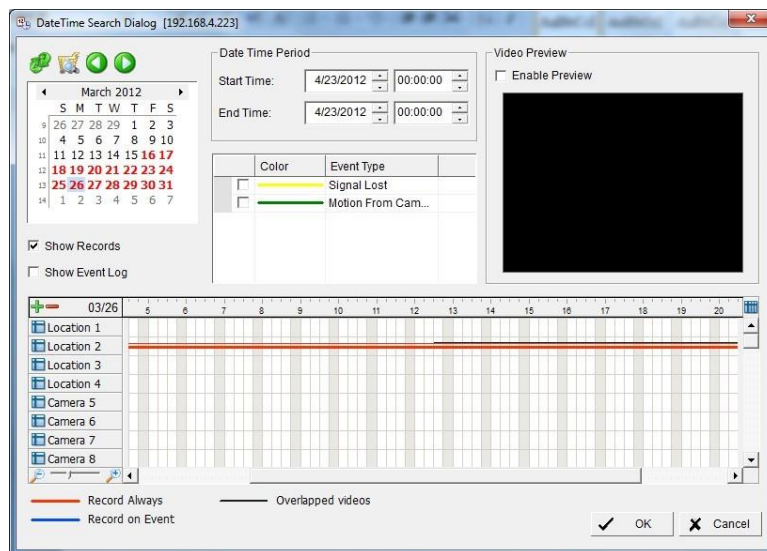 DateTime Search Dialog [192.168.4.223]
March 2012
S M T W T F S
9 26 27 28 29 1 2 3
10 4 5 6 7 8 9 10
11 11 12 13 14 15 16 17
12 18 19 20 21 22 23 24
13 25 26 27 28 29 30 31
14 1 2 3 4 5 6 7
Show Records
Show Event Log
Date Time Period
Start Time: 4/23/2012 00:00:00
End Time: 4/23/2012 00:00:00
Color Event Type
Signal Lost
Motion From Cam...
Video Preview
Enable Preview
03/26 5 6 7 8 9 10 11 12 13 14 15 16 17 18 19 20
Location 1
Location 2
Location 3
Location 4
Camera 5
Camera 6
Camera 7
Camera 8
Record Always
Overlapped videos
Record on Event
OK
Cancel